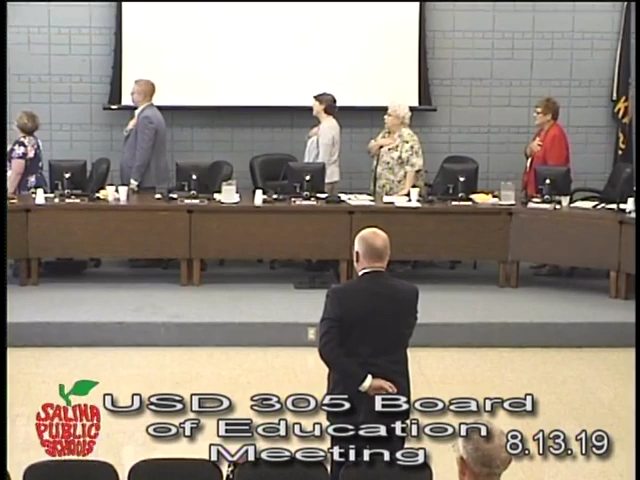 USD 305 Board
of Education
Meeting
8.13.19
SALINA
PUBLIC
SCHOOLS